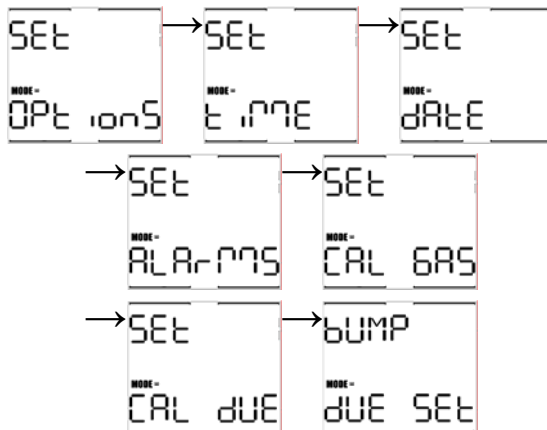 SEt
MODE =
OPt ionS
SEt
MODE =
t iME
SEt
MODE =
dAtE
SEt
MODE =
ALArMS
SEt
MODE =
CAL GAS
SEt
MODE =
CAL dUE
bUMP
MODE =
dUE SEt